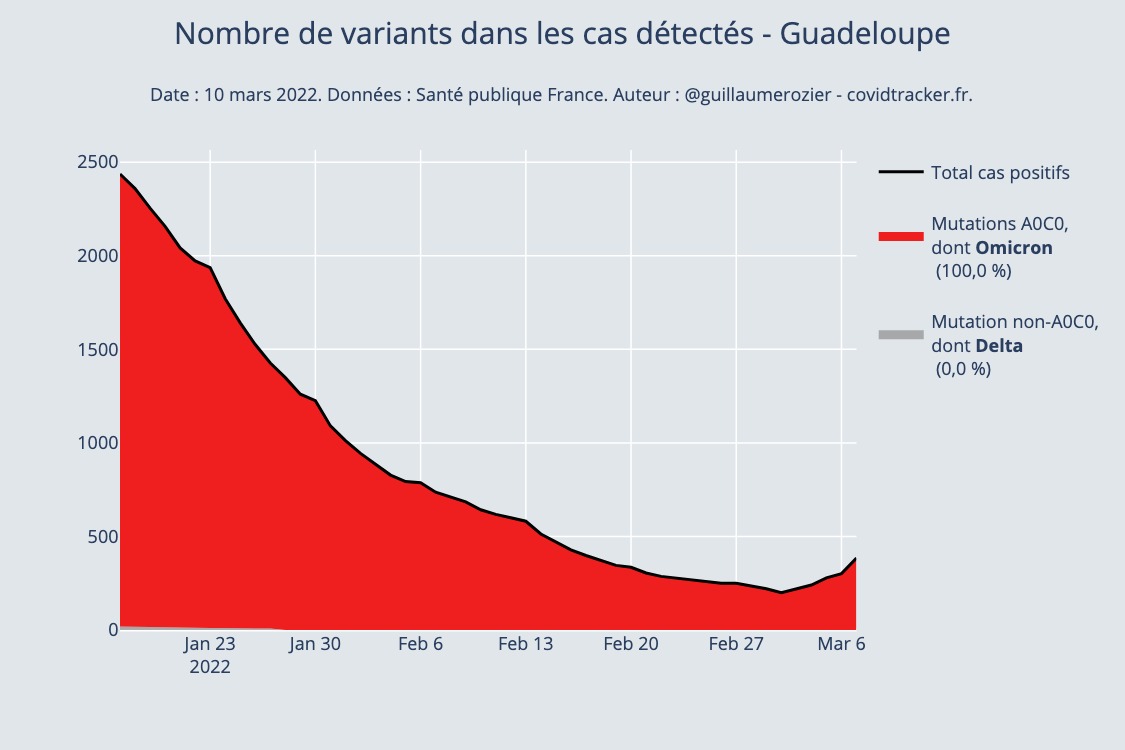 Nombre de variants dans les cas détectés - Guadeloupe
Date : 10 mars 2022. Données : Santé publique France. Auteur : @guillaumerozier - covidtracker.fr.
2500
2000
1500
1000
500
0
Jan 23
2022
Jan 30
Feb 6
Feb 13
Feb 20
Feb 27
Mar 6
Total cas positifs
Mutations A0C0,
dont Omicron
(100,0 %)
Mutation non-A0C0,
dont Delta
(0,0 %)